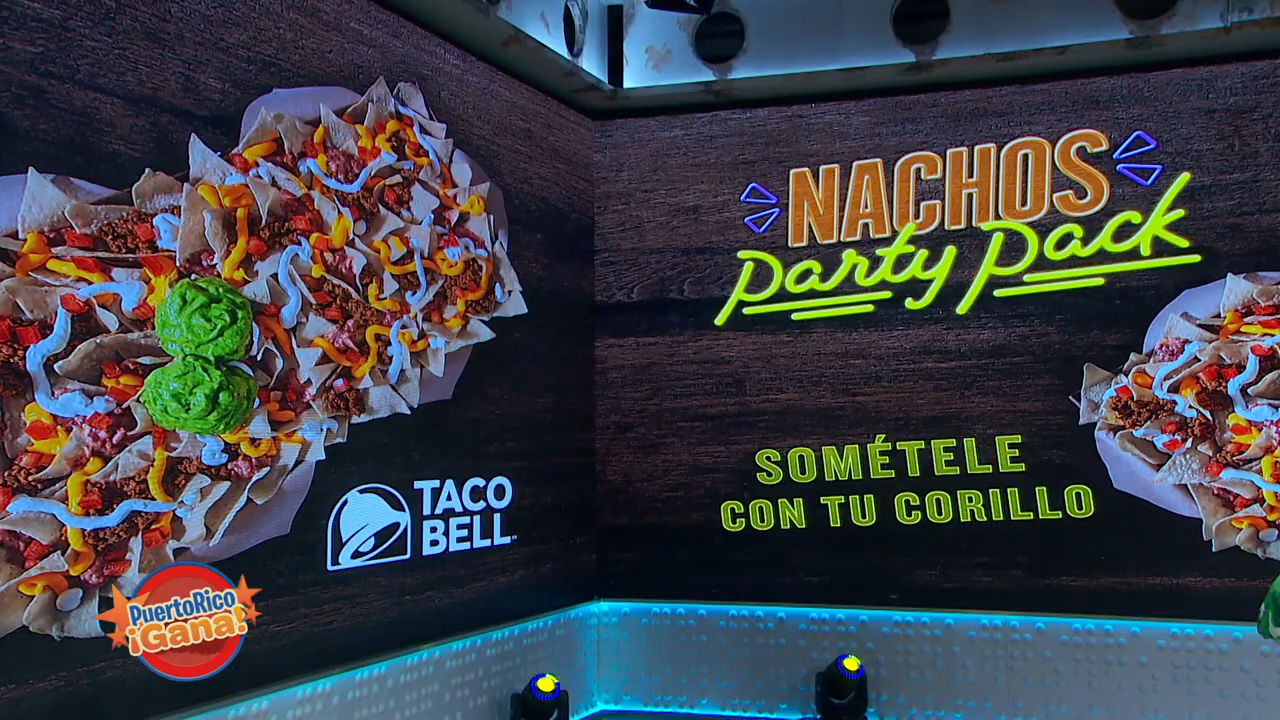 NACHOS
Party Pack
SOMÉTELE
CON TU CORILLO
TACO
BELL
PuertoRico
¡Gana!